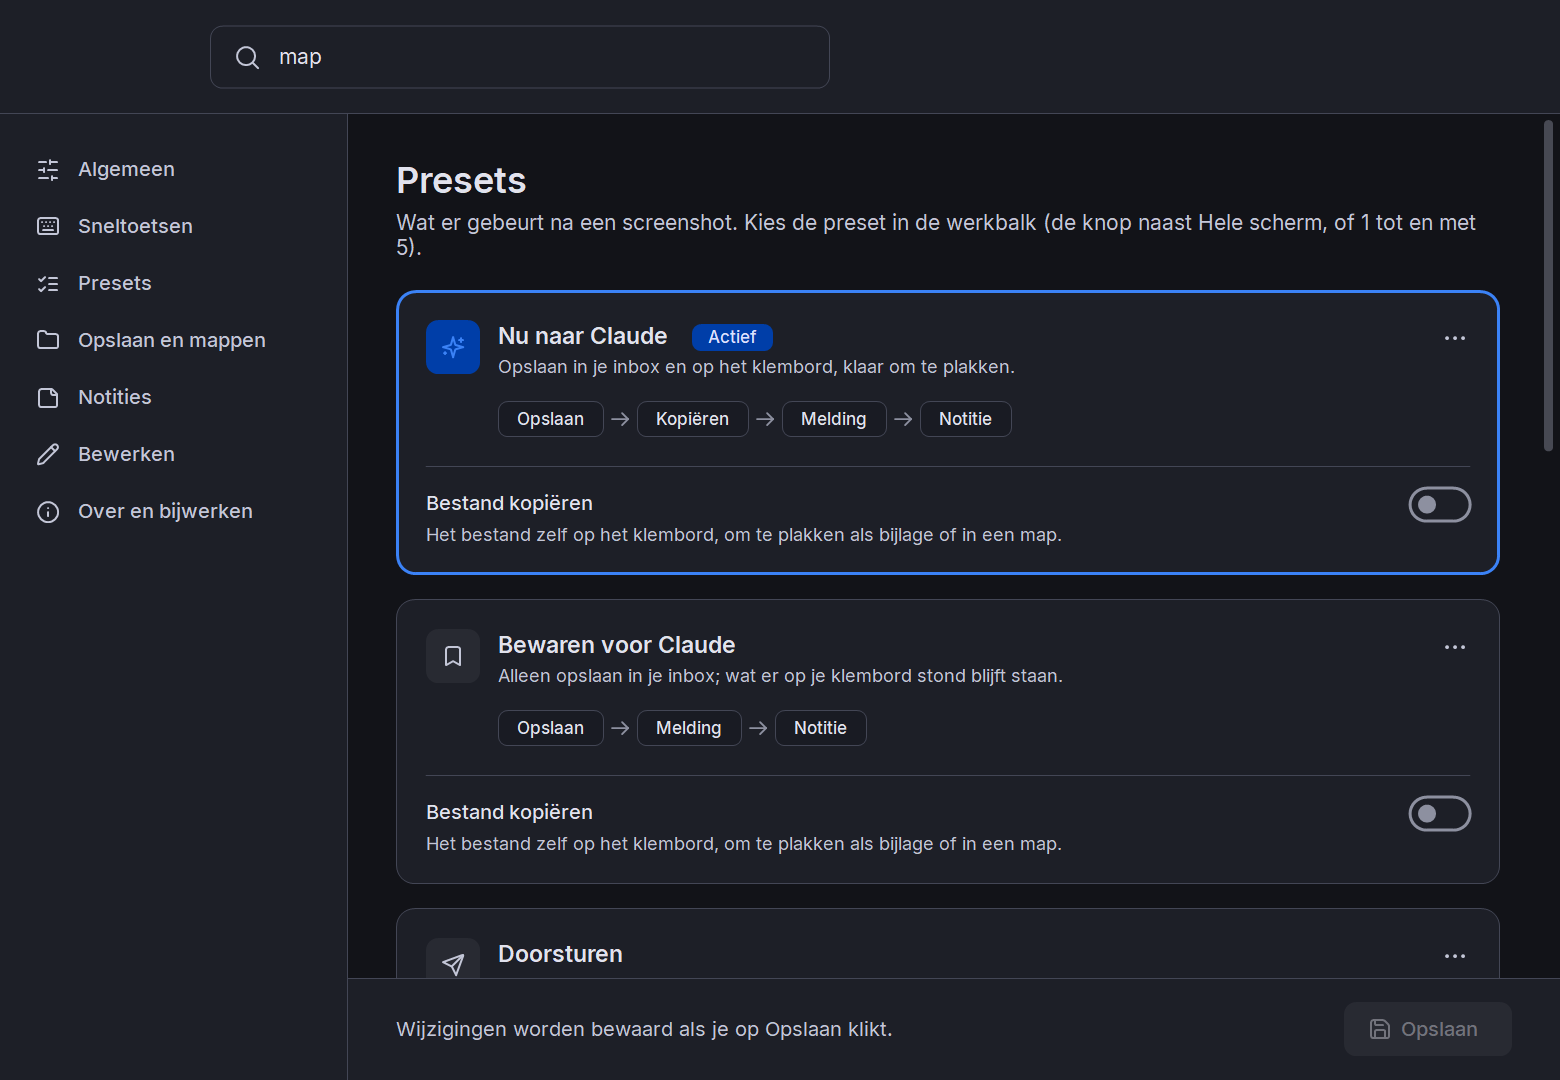 map
Algemeen
Sneltoetsen
Presets
Opslaan en mappen
Notities
Bewerken
Over en bijwerken
Presets
Wat er gebeurt na een screenshot. Kies de preset in de werkbalk (de knop naast Hele scherm, of 1 tot en met
5).
Nu naar Claude Actief
Opslaan in je inbox en op het klembord, klaar om te plakken.
Opslaan → Kopiëren → Melding → Notitie
Bestand kopiëren
Het bestand zelf op het klembord, om te plakken als bijlage of in een map.
Bewaren voor Claude
Alleen opslaan in je inbox; wat er op je klembord stond blijft staan.
Opslaan → Melding → Notitie
Bestand kopiëren
Het bestand zelf op het klembord, om te plakken als bijlage of in een map.
Doorsturen
Wijzigingen worden bewaard als je op Opslaan klikt.
Opslaan